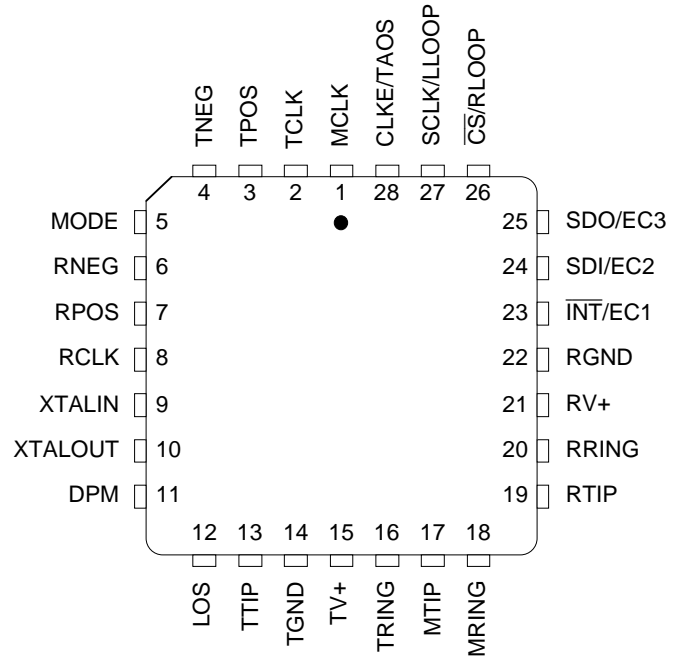 TNEG
TPOS
TCLK
MCLK
CLKE/TAOS
SCLK/LLOOP
C̅S̅/RLOOP
4 3 2 1 28 27 26
MODE 5 25 SDO/EC3
RNEG 6 24 SDI/EC2
RPOS 7 23 I̅N̅T̅/EC1
RCLK 8 22 RGND
XTALIN 9 21 RV+
XTALOUT 10 20 RRING
DPM 11 19 RTIP
12 13 14 15 16 17 18
LOS
TTIP
TGND
TV+
TRING
MTIP
MRING